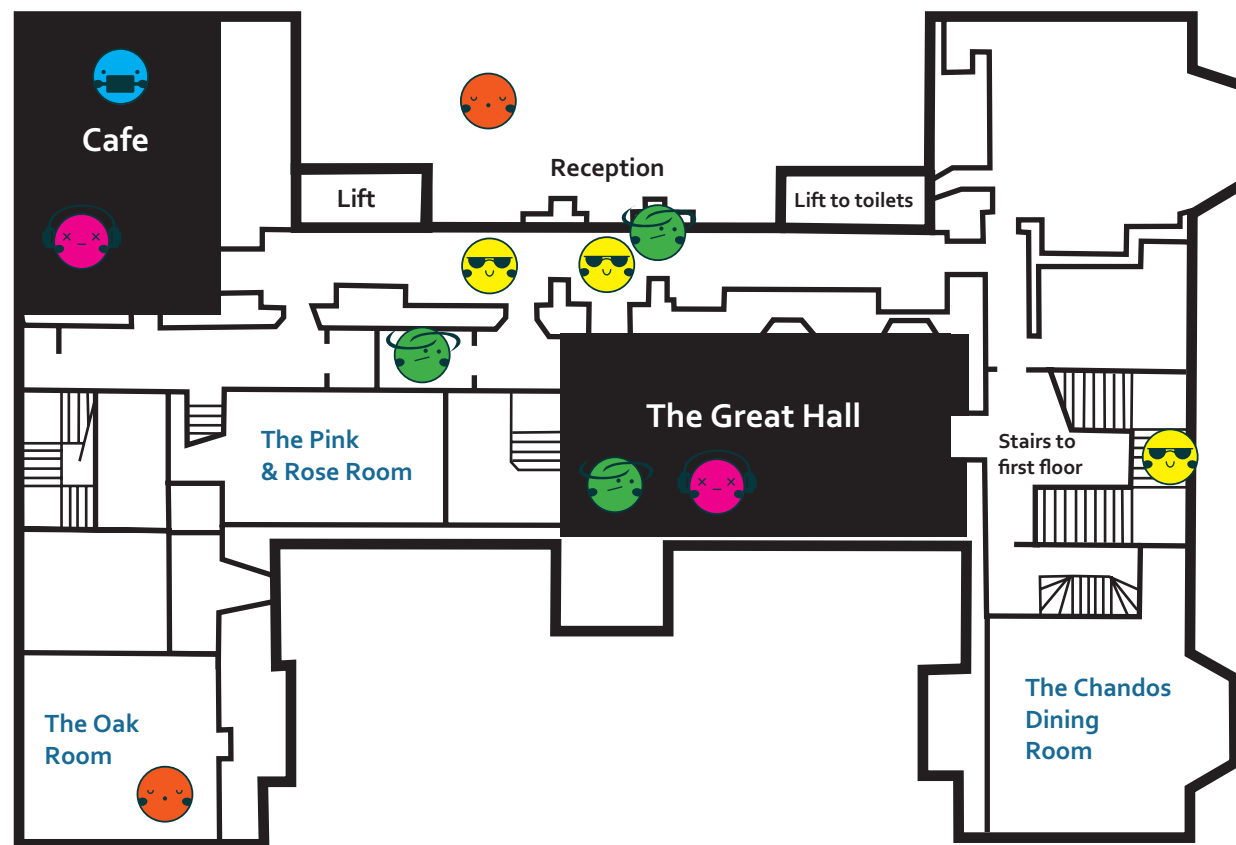 Cafe
Reception
Lift
Lift to toilets
The Great Hall
The Pink
& Rose Room
Stairs to
first floor
The Oak
Room
The Chandos
Dining
Room